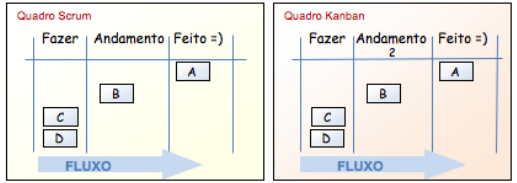 Quadro Scrum
Fazer Andamento Feito =)
A
B
C
D
FLUXO
Quadro Kanban
Fazer Andamento Feito =)
2
A
B
C
D
FLUXO